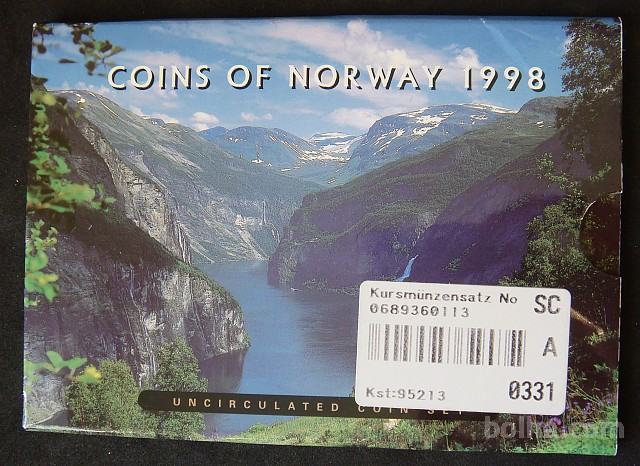 COINS OF NORWAY 1998
Kursmünzensatz No SC
0689360113
A
Kst:95213 0331
UNCIRCULATED COIN SET
bolha.com